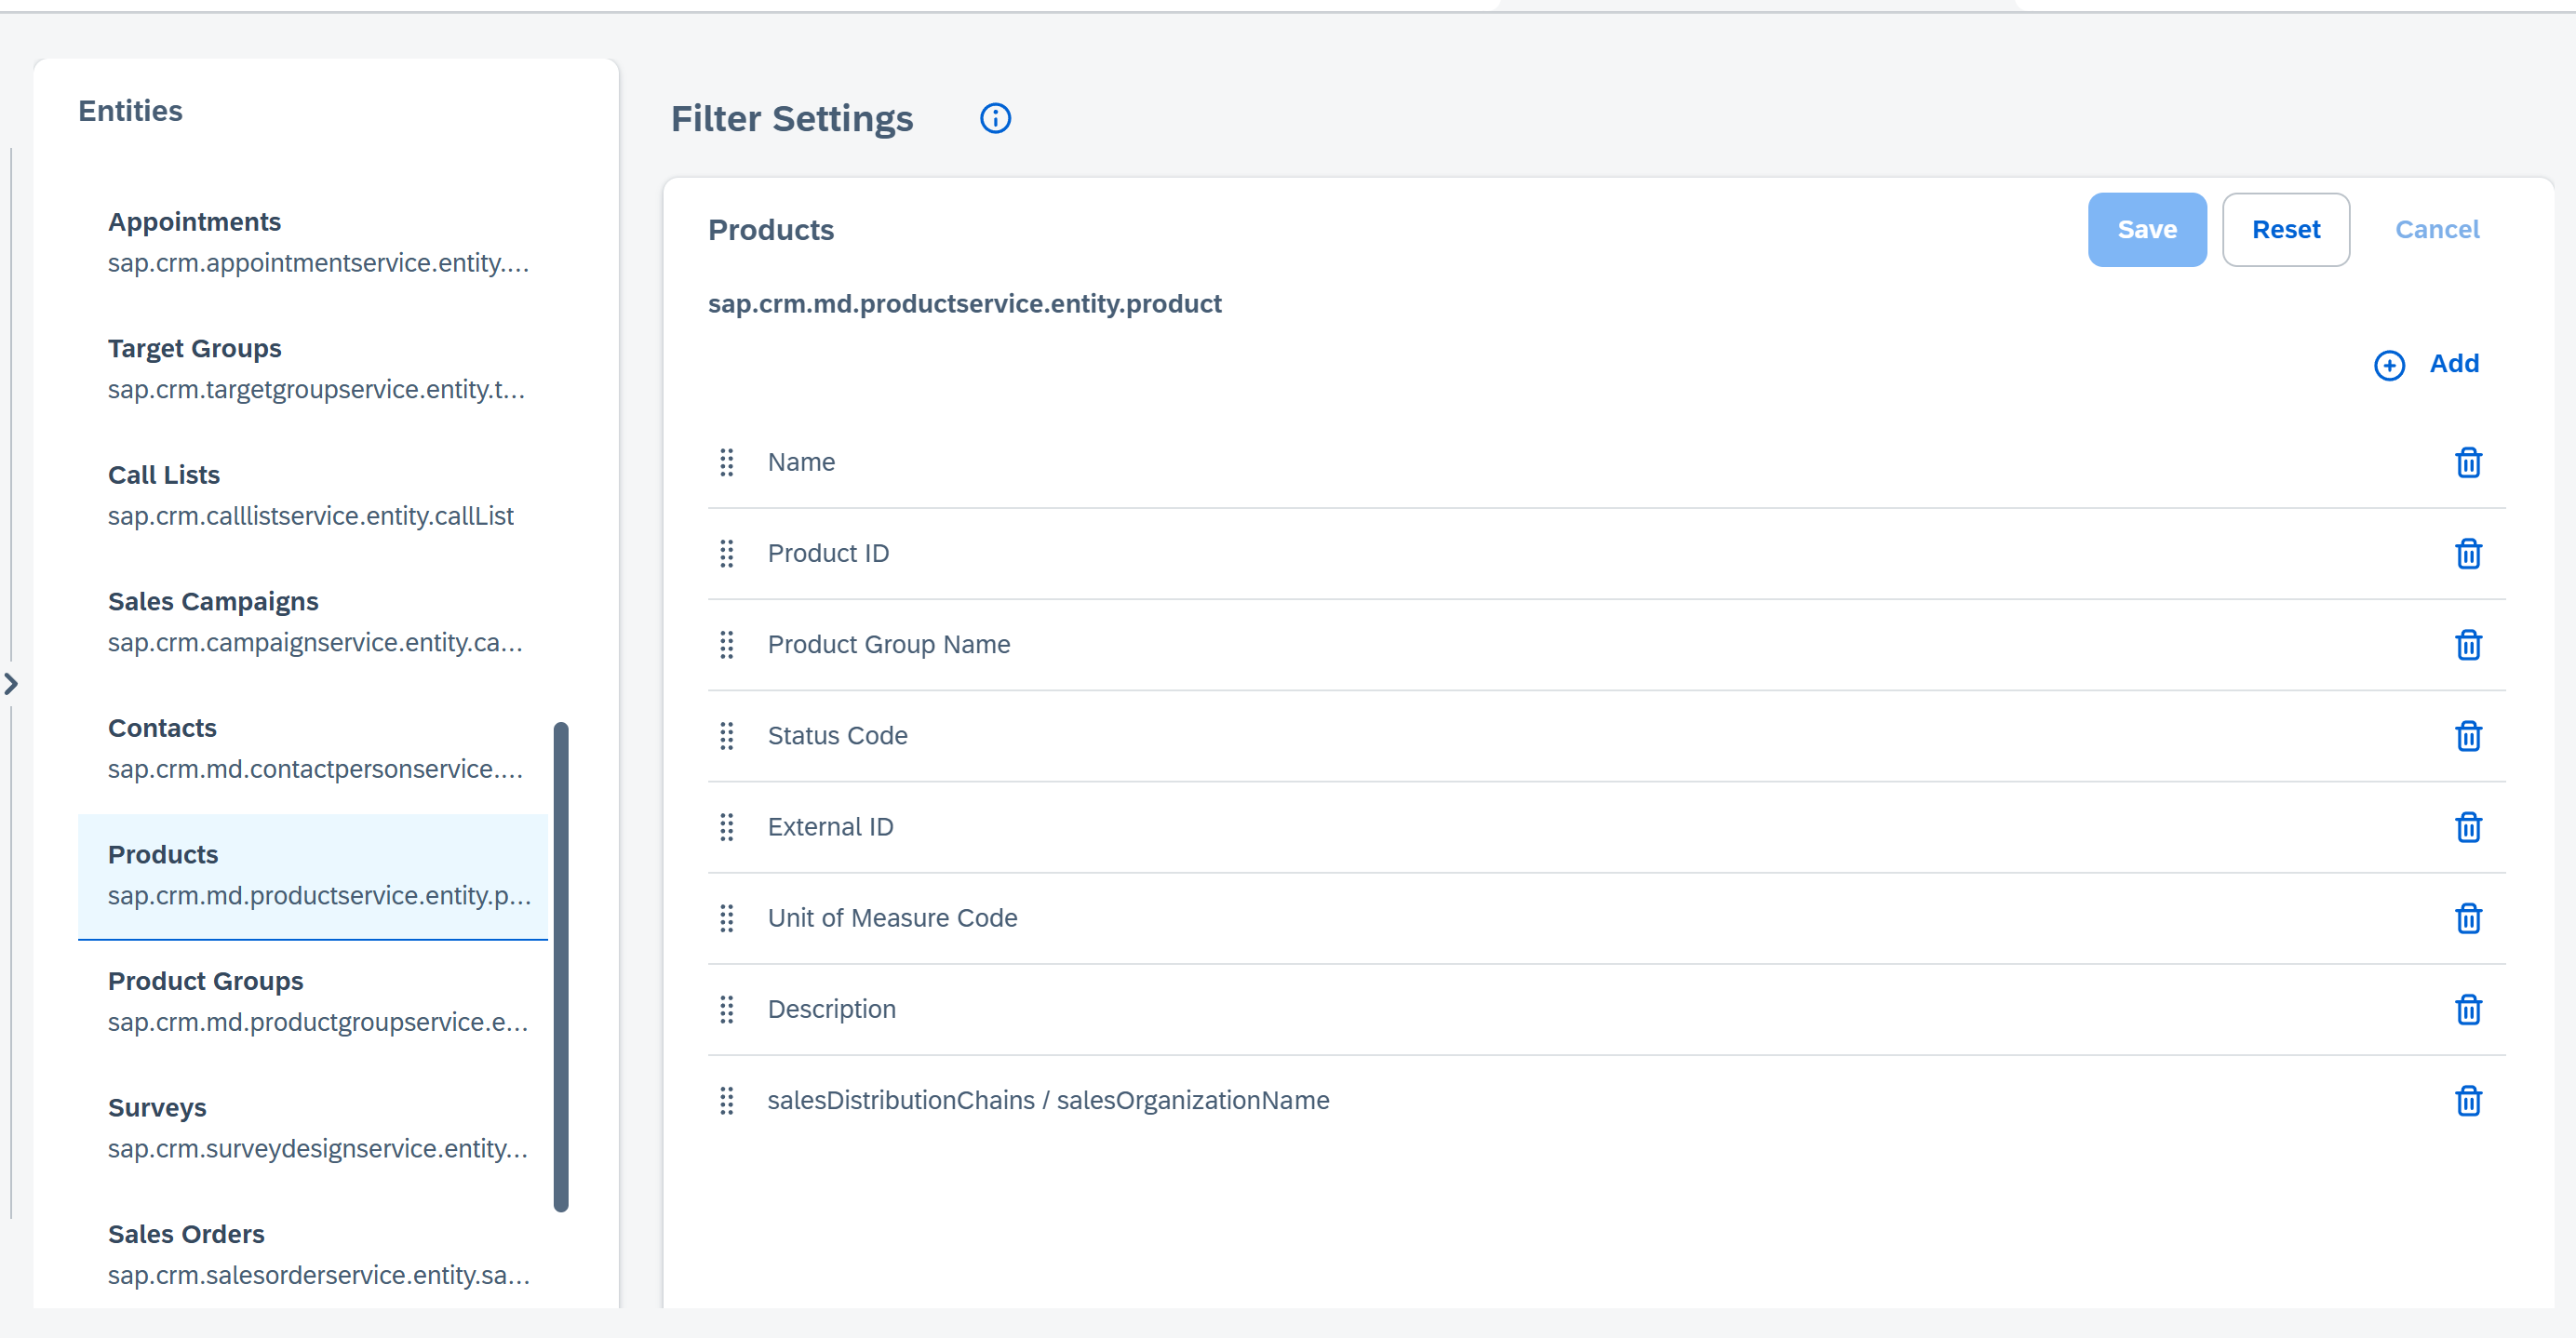 Entities
Appointments
sap.crm.appointmentservice.entity....
Target Groups
sap.crm.targetgroupservice.entity.t...
Call Lists
sap.crm.calllistservice.entity.callList
Sales Campaigns
sap.crm.campaignservice.entity.ca...
Contacts
sap.crm.md.contactpersonservice....
Products
sap.crm.md.productservice.entity.p...
Product Groups
sap.crm.md.productgroupservice.e...
Surveys
sap.crm.surveydesignservice.entity...
Sales Orders
sap.crm.salesorderservice.entity.sa...
Filter Settings
Products
Save
Reset
Cancel
sap.crm.md.productservice.entity.product
Add
Name
Product ID
Product Group Name
Status Code
External ID
Unit of Measure Code
Description
salesDistributionChains / salesOrganizationName